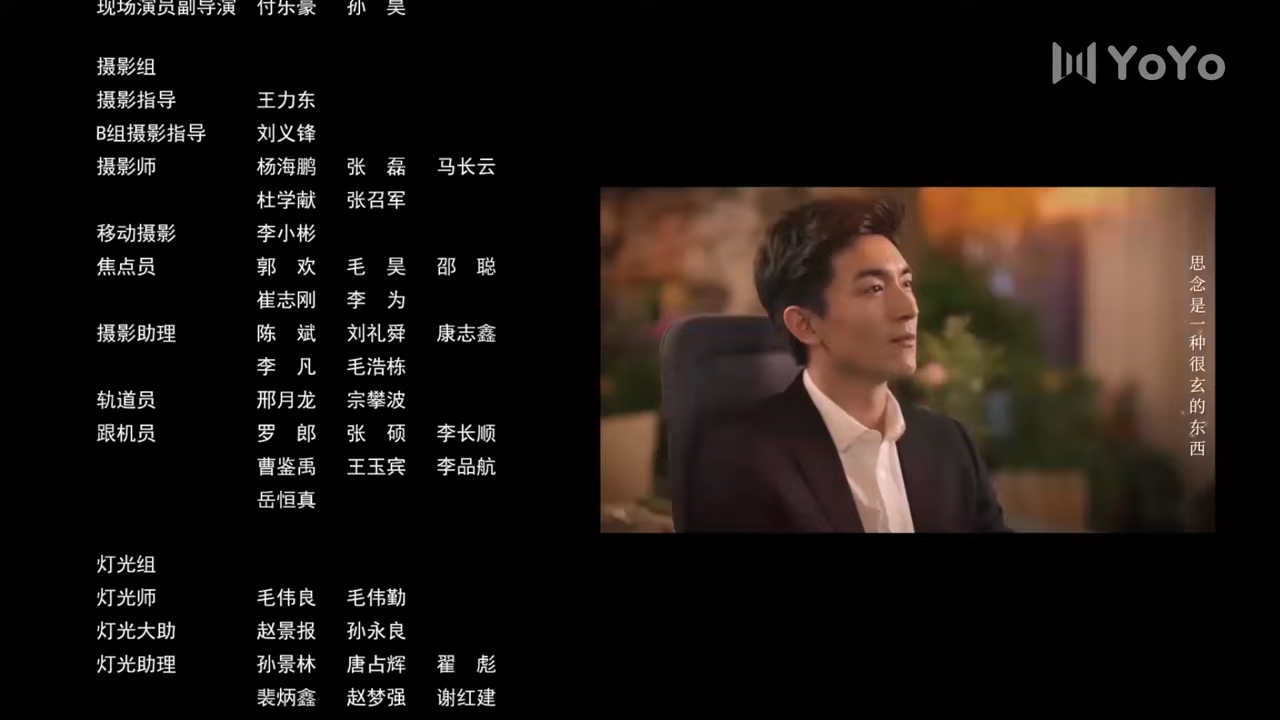 现场演员副导演 付乐豪 孙 昊
摄影组
摄影指导 王力东
B组摄影指导 刘义锋
摄影师 杨海鹏 张 磊 马长云
杜学献 张召军
移动摄影 李小彬
焦点员 郭 欢 毛 昊 邵 聪
崔志刚 李 为
摄影助理 陈 斌 刘礼舜 康志鑫
李 凡 毛浩栋
轨道员 邢月龙 宗攀波
跟机员 罗 郎 张 硕 李长顺
曹鉴禹 王玉宾 李品航
岳恒真
灯光组
灯光师 毛伟良 毛伟勤
灯光大助 赵景报 孙永良
灯光助理 孙景林 唐占辉 翟 彪
裴炳鑫 赵梦强 谢红建
YoYo
思念是一种很玄的东西